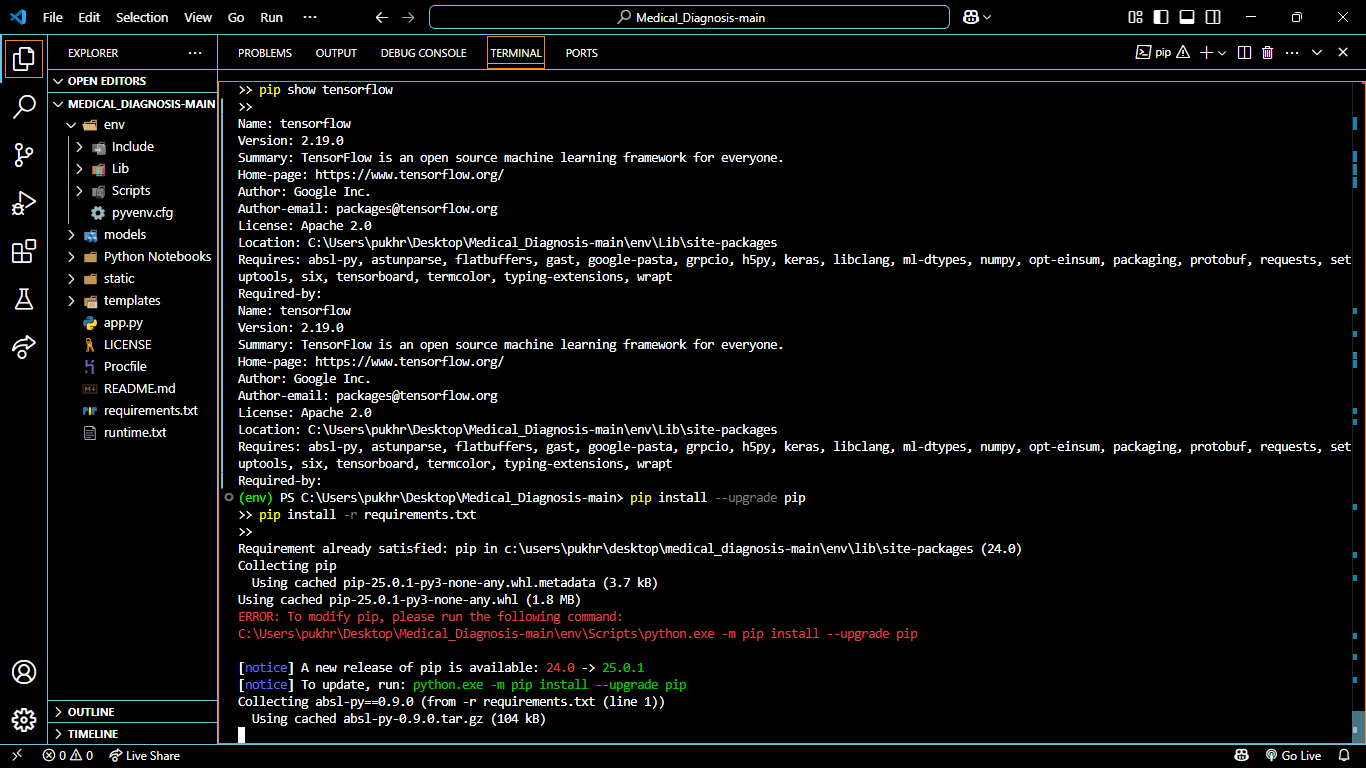 File Edit Selection View Go Run ··· Medical_Diagnosis-main
EXPLORER ···
OPEN EDITORS
MEDICAL_DIAGNOSIS-MAIN
env
Include
Lib
Scripts
pyvenv.cfg
models
Python Notebooks
static
templates
app.py
LICENSE
Procfile
README.md
requirements.txt
runtime.txt
OUTLINE
TIMELINE
PROBLEMS OUTPUT DEBUG CONSOLE TERMINAL PORTS pip ···
>> pip show tensorflow
>>
Name: tensorflow
Version: 2.19.0
Summary: TensorFlow is an open source machine learning framework for everyone.
Home-page: https://www.tensorflow.org/
Author: Google Inc.
Author-email: packages@tensorflow.org
License: Apache 2.0
Location: C:\Users\pukhr\Desktop\Medical_Diagnosis-main\env\Lib\site-packages
Requires: absl-py, astunparse, flatbuffers, gast, google-pasta, grpcio, h5py, keras, libclang, ml-dtypes, numpy, opt-einsum, packaging, protobuf, requests, set
uptools, six, tensorboard, termcolor, typing-extensions, wrapt
Required-by:
Name: tensorflow
Version: 2.19.0
Summary: TensorFlow is an open source machine learning framework for everyone.
Home-page: https://www.tensorflow.org/
Author: Google Inc.
Author-email: packages@tensorflow.org
License: Apache 2.0
Location: C:\Users\pukhr\Desktop\Medical_Diagnosis-main\env\Lib\site-packages
Requires: absl-py, astunparse, flatbuffers, gast, google-pasta, grpcio, h5py, keras, libclang, ml-dtypes, numpy, opt-einsum, packaging, protobuf, requests, set
uptools, six, tensorboard, termcolor, typing-extensions, wrapt
Required-by:
(env) PS C:\Users\pukhr\Desktop\Medical_Diagnosis-main> pip install --upgrade pip
>> pip install -r requirements.txt
>>
Requirement already satisfied: pip in c:\users\pukhr\desktop\medical_diagnosis-main\env\lib\site-packages (24.0)
Collecting pip
Using cached pip-25.0.1-py3-none-any.whl.metadata (3.7 kB)
Using cached pip-25.0.1-py3-none-any.whl (1.8 MB)
ERROR: To modify pip, please run the following command:
C:\Users\pukhr\Desktop\Medical_Diagnosis-main\env\Scripts\python.exe -m pip install --upgrade pip
[notice] A new release of pip is available: 24.0 -> 25.0.1
[notice] To update, run: python.exe -m pip install --upgrade pip
Collecting absl-py==0.9.0 (from -r requirements.txt (line 1))
Using cached absl-py-0.9.0.tar.gz (104 kB)
0 0 Live Share Go Live